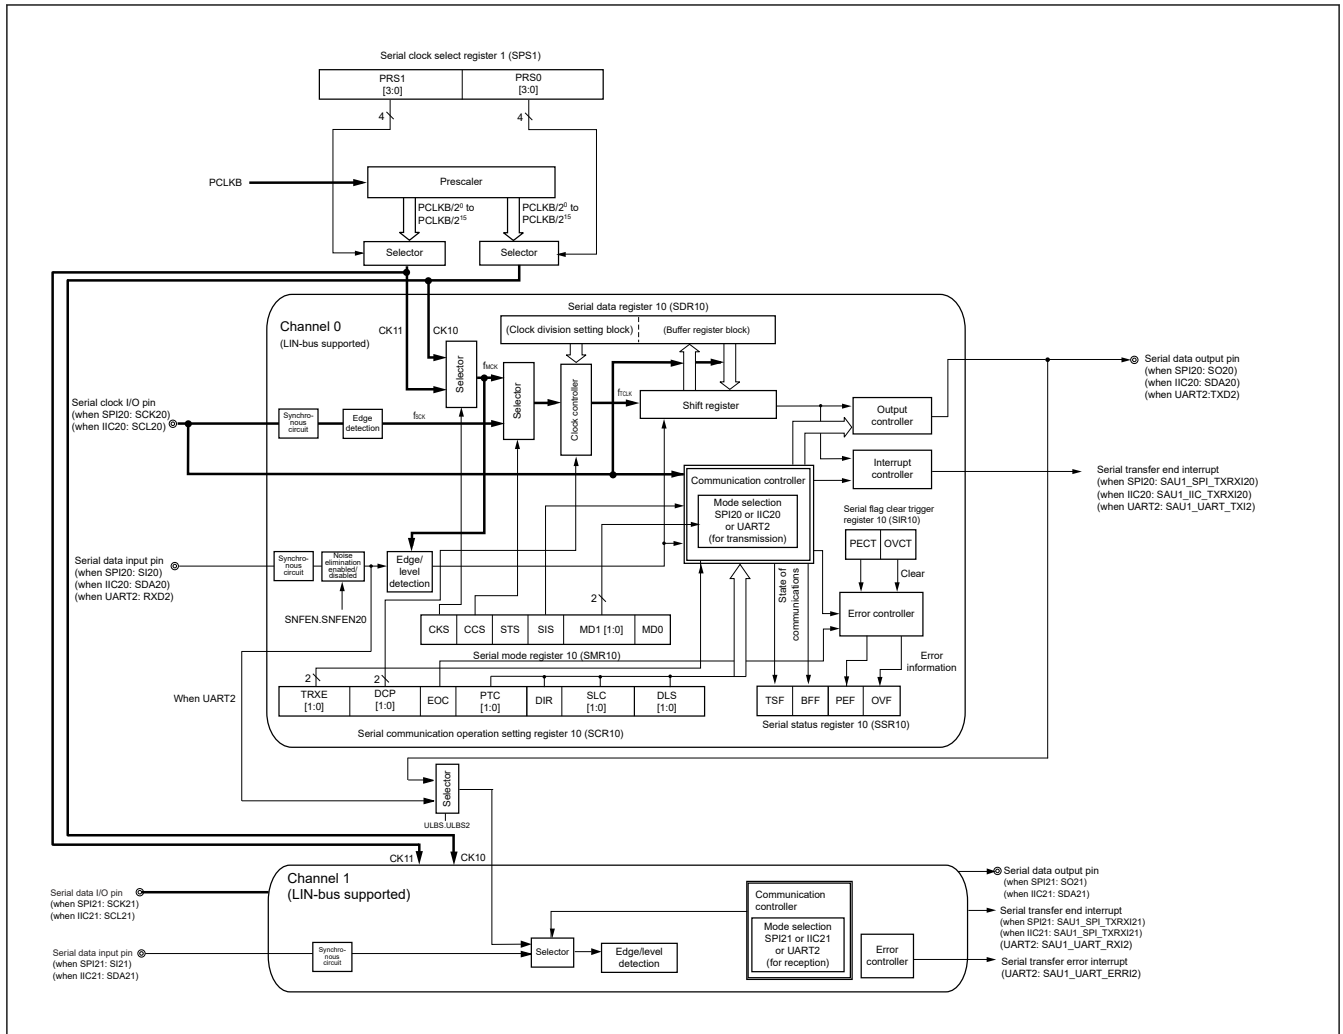 Serial clock select register 1 (SPS1)
PRS1
[3:0]
PRS0
[3:0]
4
4
PCLKB
Prescaler
PCLKB/2⁰ to
PCLKB/2¹⁵
PCLKB/2⁰ to
PCLKB/2¹⁵
Selector
Selector
Channel 0
(LIN-bus supported)
CK11
CK10
Serial data register 10 (SDR10)
(Clock division setting block)
(Buffer register block)
Selector
fMCK
Selector
Clock controller
fTCLK
Shift register
Output
controller
Serial data output pin
(when SPI20: SO20)
(when IIC20: SDA20)
(when UART2:TXD2)
Serial clock I/O pin
(when SPI20: SCK20)
(when IIC20: SCL20)
Synchro-
nous
circuit
Edge
detection
fSCK
Interrupt
controller
Serial transfer end interrupt
(when SPI20: SAU1_SPI_TXRXI20)
(when IIC20: SAU1_IIC_TXRXI20)
(when UART2: SAU1_UART_TXI2)
Communication controller
Mode selection
SPI20 or IIC20
or UART2
(for transmission)
Serial flag clear trigger
register 10 (SIR10)
PECT
OVCT
Clear
Serial data input pin
(when SPI20: SI20)
(when IIC20: SDA20)
(when UART2: RXD2)
Synchro-
nous
circuit
Noise
elimination
enabled/
disabled
Edge/
level
detection
SNFEN.SNFEN20
2
State of
communications
Error controller
CKS
CCS
STS
SIS
MD1 [1:0]
MD0
Serial mode register 10 (SMR10)
Error
information
When UART2
2
2
TRXE
[1:0]
DCP
[1:0]
EOC
PTC
[1:0]
DIR
SLC
[1:0]
DLS
[1:0]
Serial communication operation setting register 10 (SCR10)
TSF
BFF
PEF
OVF
Serial status register 10 (SSR10)
Selector
ULBS.ULBS2
CK11
CK10
Channel 1
(LIN-bus supported)
Serial data I/O pin
(when SPI21: SCK21)
(when IIC21: SCL21)
Serial data input pin
(when SPI21: SI21)
(when IIC21: SDA21)
Synchro-
nous
circuit
Selector
Edge/level
detection
Communication
controller
Mode selection
SPI21 or IIC21
or UART2
(for reception)
Error
controller
Serial data output pin
(when SPI21: SO21)
(when IIC21: SDA21)
Serial transfer end interrupt
(when SPI21: SAU1_SPI_TXRXI21)
(when IIC21: SAU1_SPI_TXRXI21)
(UART2: SAU1_UART_RXI2)
Serial transfer error interrupt
(UART2: SAU1_UART_ERRI2)